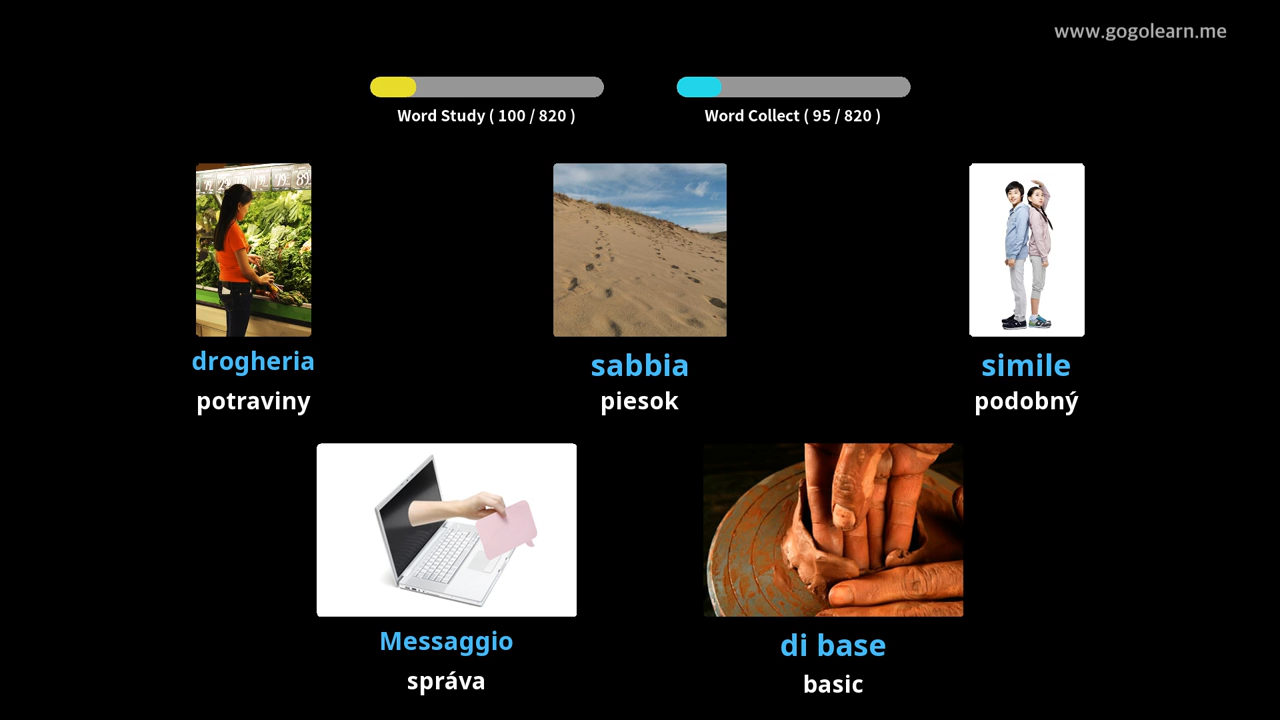 www.gogolearn.me
Word Study ( 100 / 820 )
Word Collect ( 95 / 820 )
drogheria
potraviny
sabbia
piesok
simile
podobný
Messaggio
správa
di base
basic